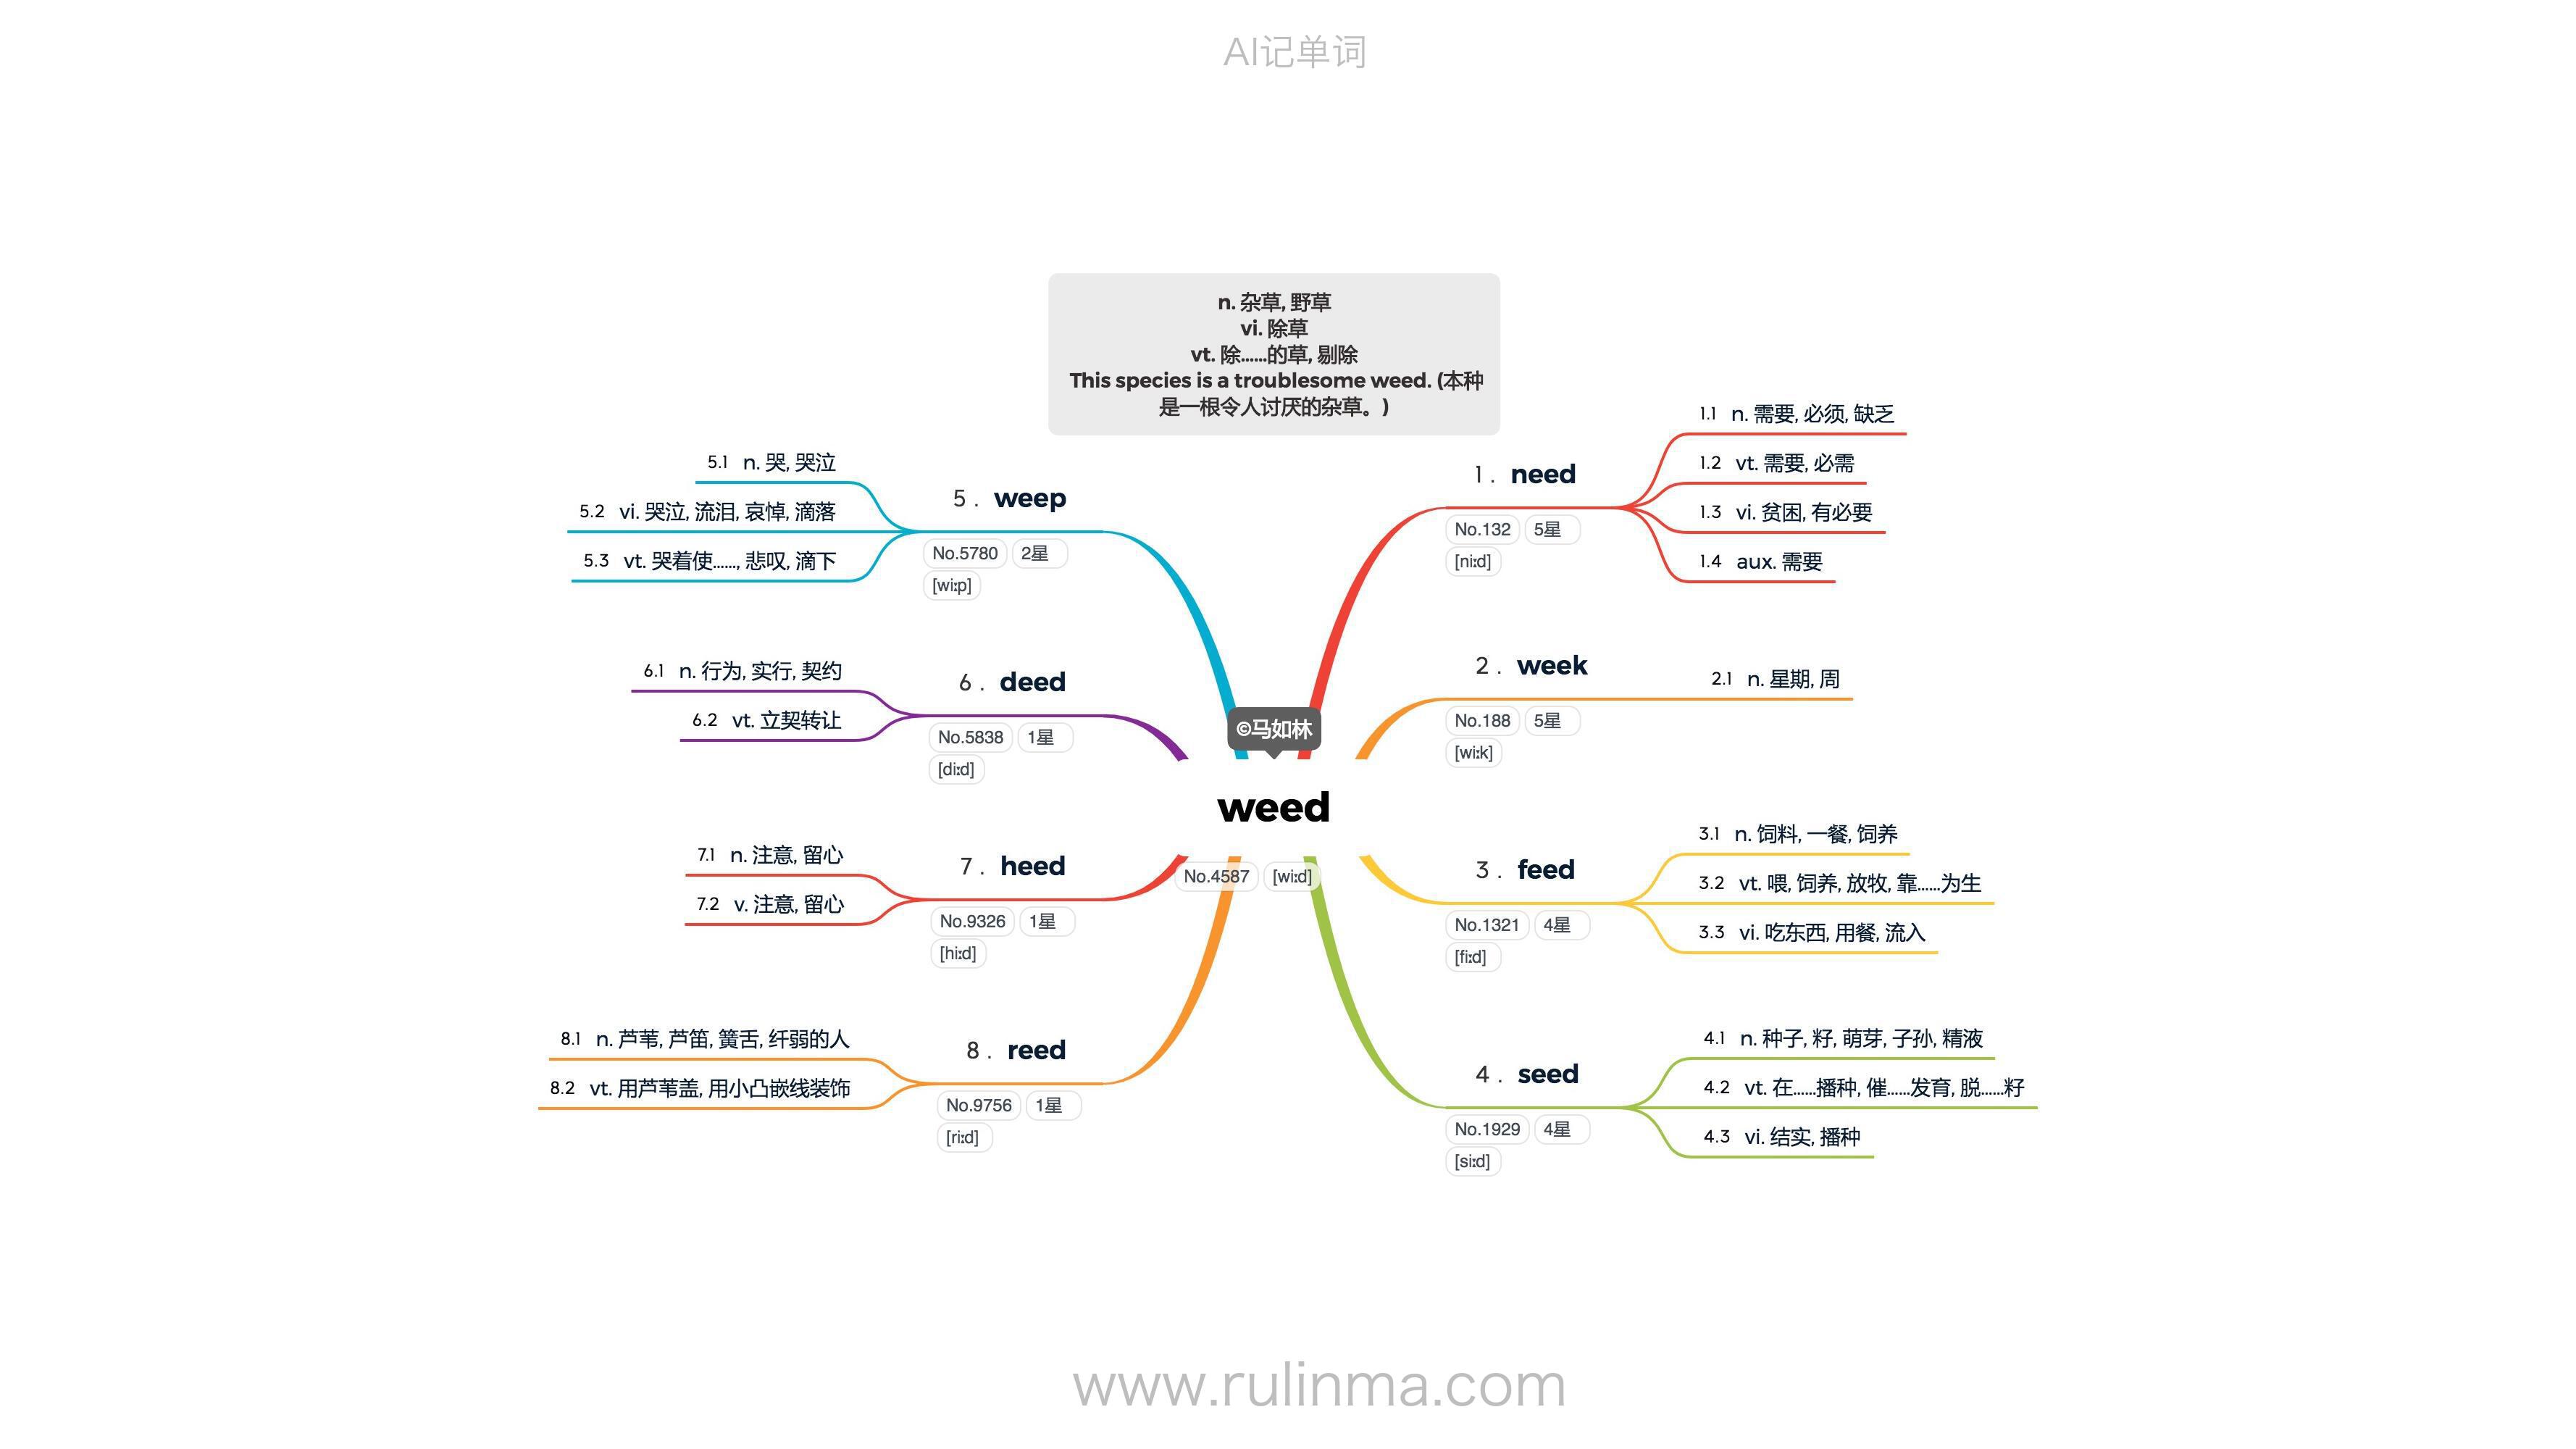 AI记单词
n. 杂草, 野草
vi. 除草
vt. 除......的草, 剔除
This species is a troublesome weed. (本种
是一根令人讨厌的杂草。)
©马如林
weed
No.4587 [wi:d]
1 . need
No.132 5星
[ni:d]
1.1 n. 需要, 必须, 缺乏
1.2 vt. 需要, 必需
1.3 vi. 贫困, 有必要
1.4 aux. 需要
2 . week
No.188 5星
[wi:k]
2.1 n. 星期, 周
3 . feed
No.1321 4星
[fi:d]
3.1 n. 饲料, 一餐, 饲养
3.2 vt. 喂, 饲养, 放牧, 靠......为生
3.3 vi. 吃东西, 用餐, 流入
4 . seed
No.1929 4星
[si:d]
4.1 n. 种子, 籽, 萌芽, 子孙, 精液
4.2 vt. 在......播种, 催......发育, 脱......籽
4.3 vi. 结实, 播种
5 . weep
No.5780 2星
[wi:p]
5.1 n. 哭, 哭泣
5.2 vi. 哭泣, 流泪, 哀悼, 滴落
5.3 vt. 哭着使......, 悲叹, 滴下
6 . deed
No.5838 1星
[di:d]
6.1 n. 行为, 实行, 契约
6.2 vt. 立契转让
7 . heed
No.9326 1星
[hi:d]
7.1 n. 注意, 留心
7.2 v. 注意, 留心
8 . reed
No.9756 1星
[ri:d]
8.1 n. 芦苇, 芦笛, 簧舌, 纤弱的人
8.2 vt. 用芦苇盖, 用小凸嵌线装饰
www.rulinma.com